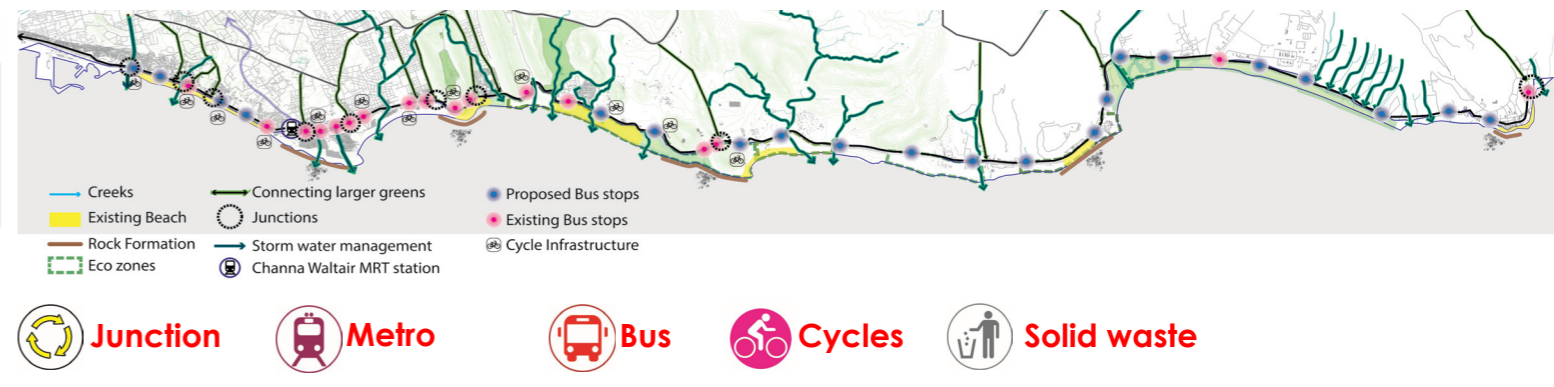 Creeks
Existing Beach
Rock Formation
Eco zones
Connecting larger greens
Junctions
Storm water management
Channa Waltair MRT station
Proposed Bus stops
Existing Bus stops
Cycle Infrastructure
Junction
Metro
Bus
Cycles
Solid waste